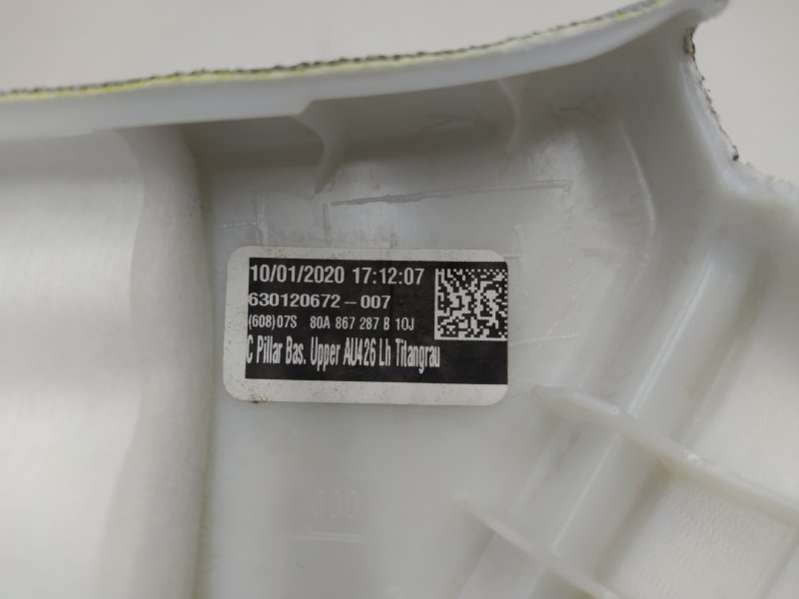 10/01/2020 17:12:07
630120672-007
(608)07S 80A 867 287 B 10J
C Pillar Bas. Upper AU426 Lh Titangrau